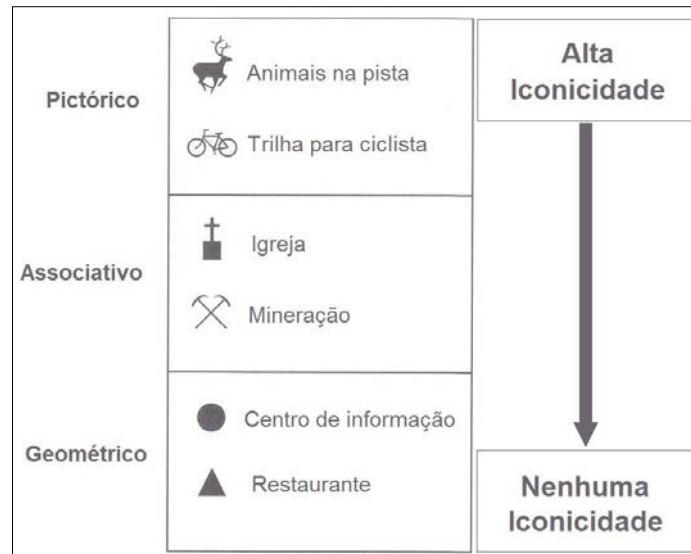 Pictórico
Animais na pista
Trilha para ciclista
Alta
Iconicidade
Associativo
Igreja
Mineração
Geométrico
Centro de informação
Restaurante
Nenhuma
Iconicidade